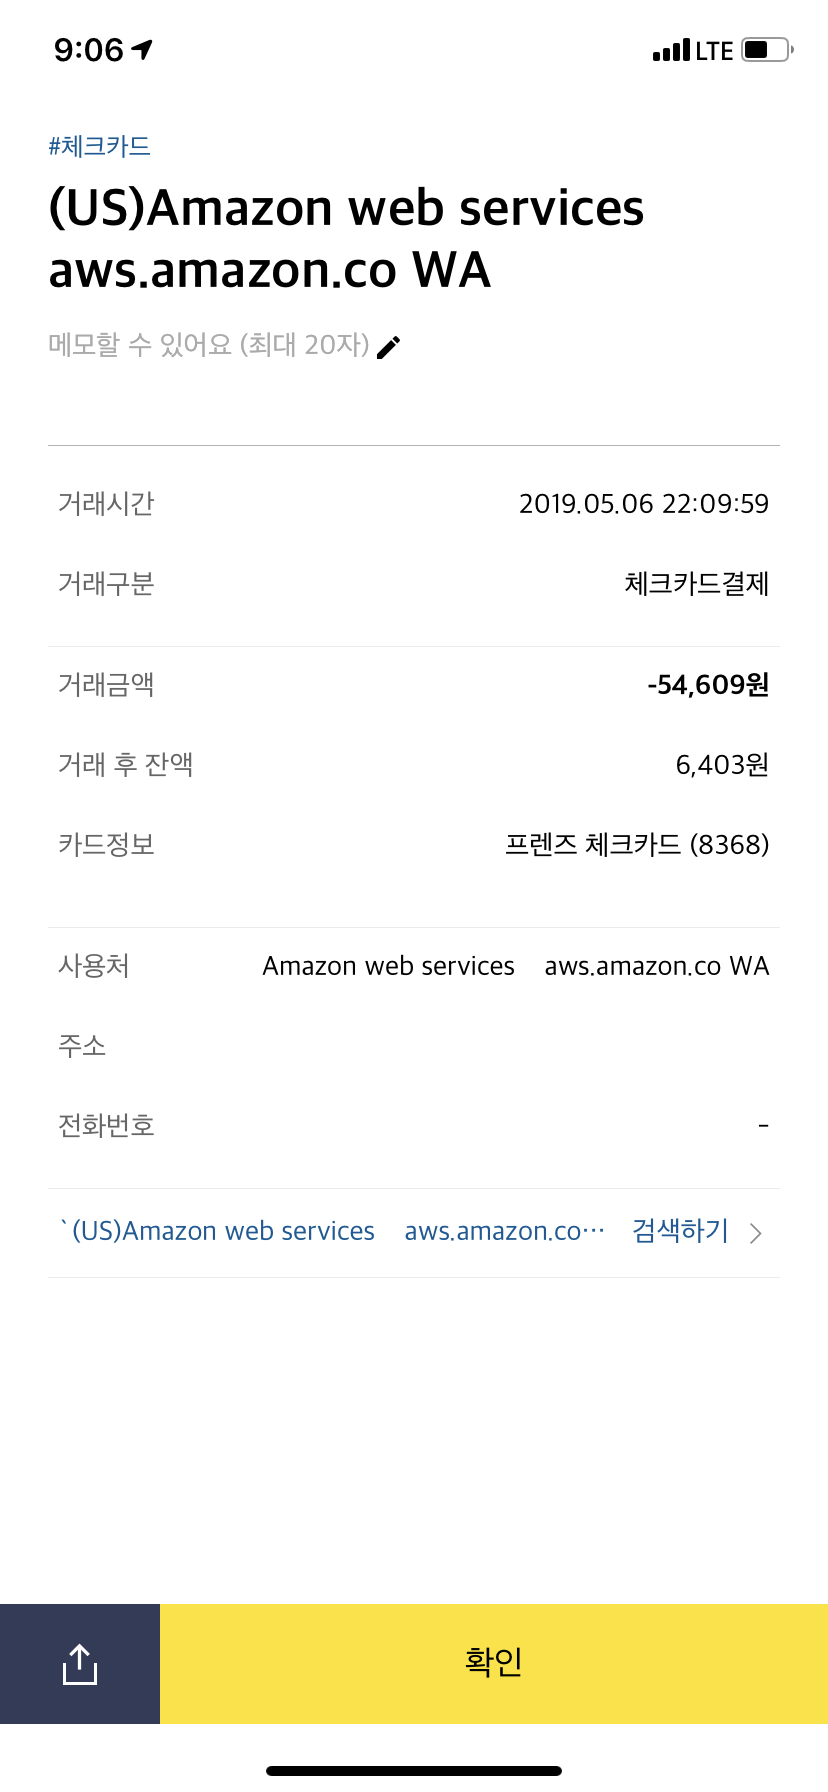 9:06
LTE
#체크카드
(US)Amazon web services
aws.amazon.co WA
메모할 수 있어요 (최대 20자)
거래시간 2019.05.06 22:09:59
거래구분 체크카드결제
거래금액 -54,609원
거래 후 잔액 6,403원
카드정보 프렌즈 체크카드 (8368)
사용처 Amazon web services aws.amazon.co WA
주소
전화번호 -
`(US)Amazon web services aws.amazon.co··· 검색하기
확인